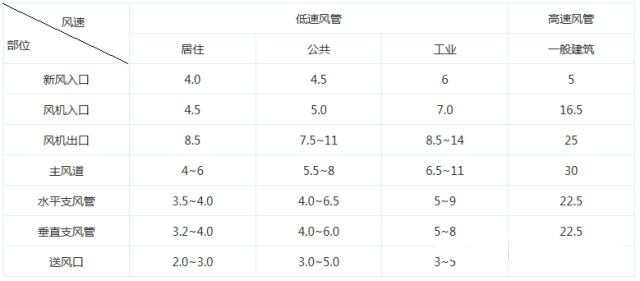 风速 低速风管 高速风管
部位 居住 公共 工业 一般建筑
新风入口 4.0 4.5 6 5
风机入口 4.5 5.0 7.0 16.5
风机出口 8.5 7.5~11 8.5~14 25
主风道 4~6 5.5~8 6.5~11 30
水平支风管 3.5~4.0 4.0~6.5 5~9 22.5
垂直支风管 3.2~4.0 4.0~6.0 5~8 22.5
送风口 2.0~3.0 3.0~5.0 3~5